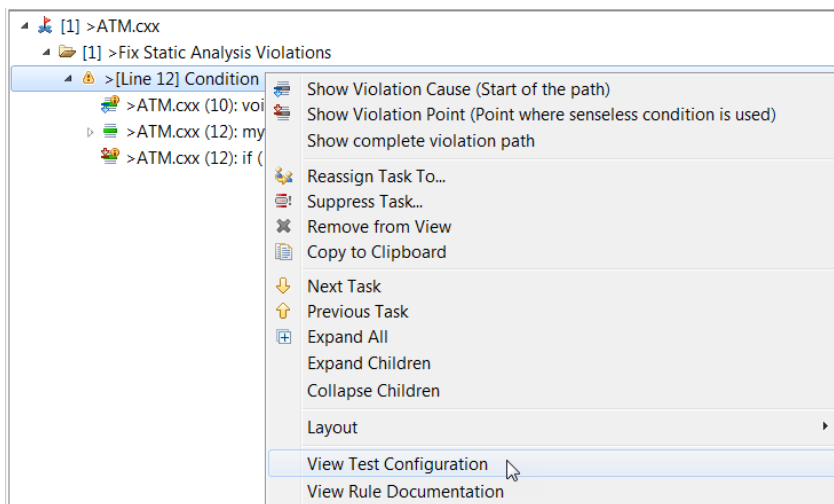 [1] >ATM.cxx
[1] >Fix Static Analysis Violations
>[Line 12] Condition
>ATM.cxx (10): voi
>ATM.cxx (12): my
>ATM.cxx (12): if (
Show Violation Cause (Start of the path)
Show Violation Point (Point where senseless condition is used)
Show complete violation path
Reassign Task To...
Suppress Task...
Remove from View
Copy to Clipboard
Next Task
Previous Task
Expand All
Expand Children
Collapse Children
Layout
View Test Configuration
View Rule Documentation